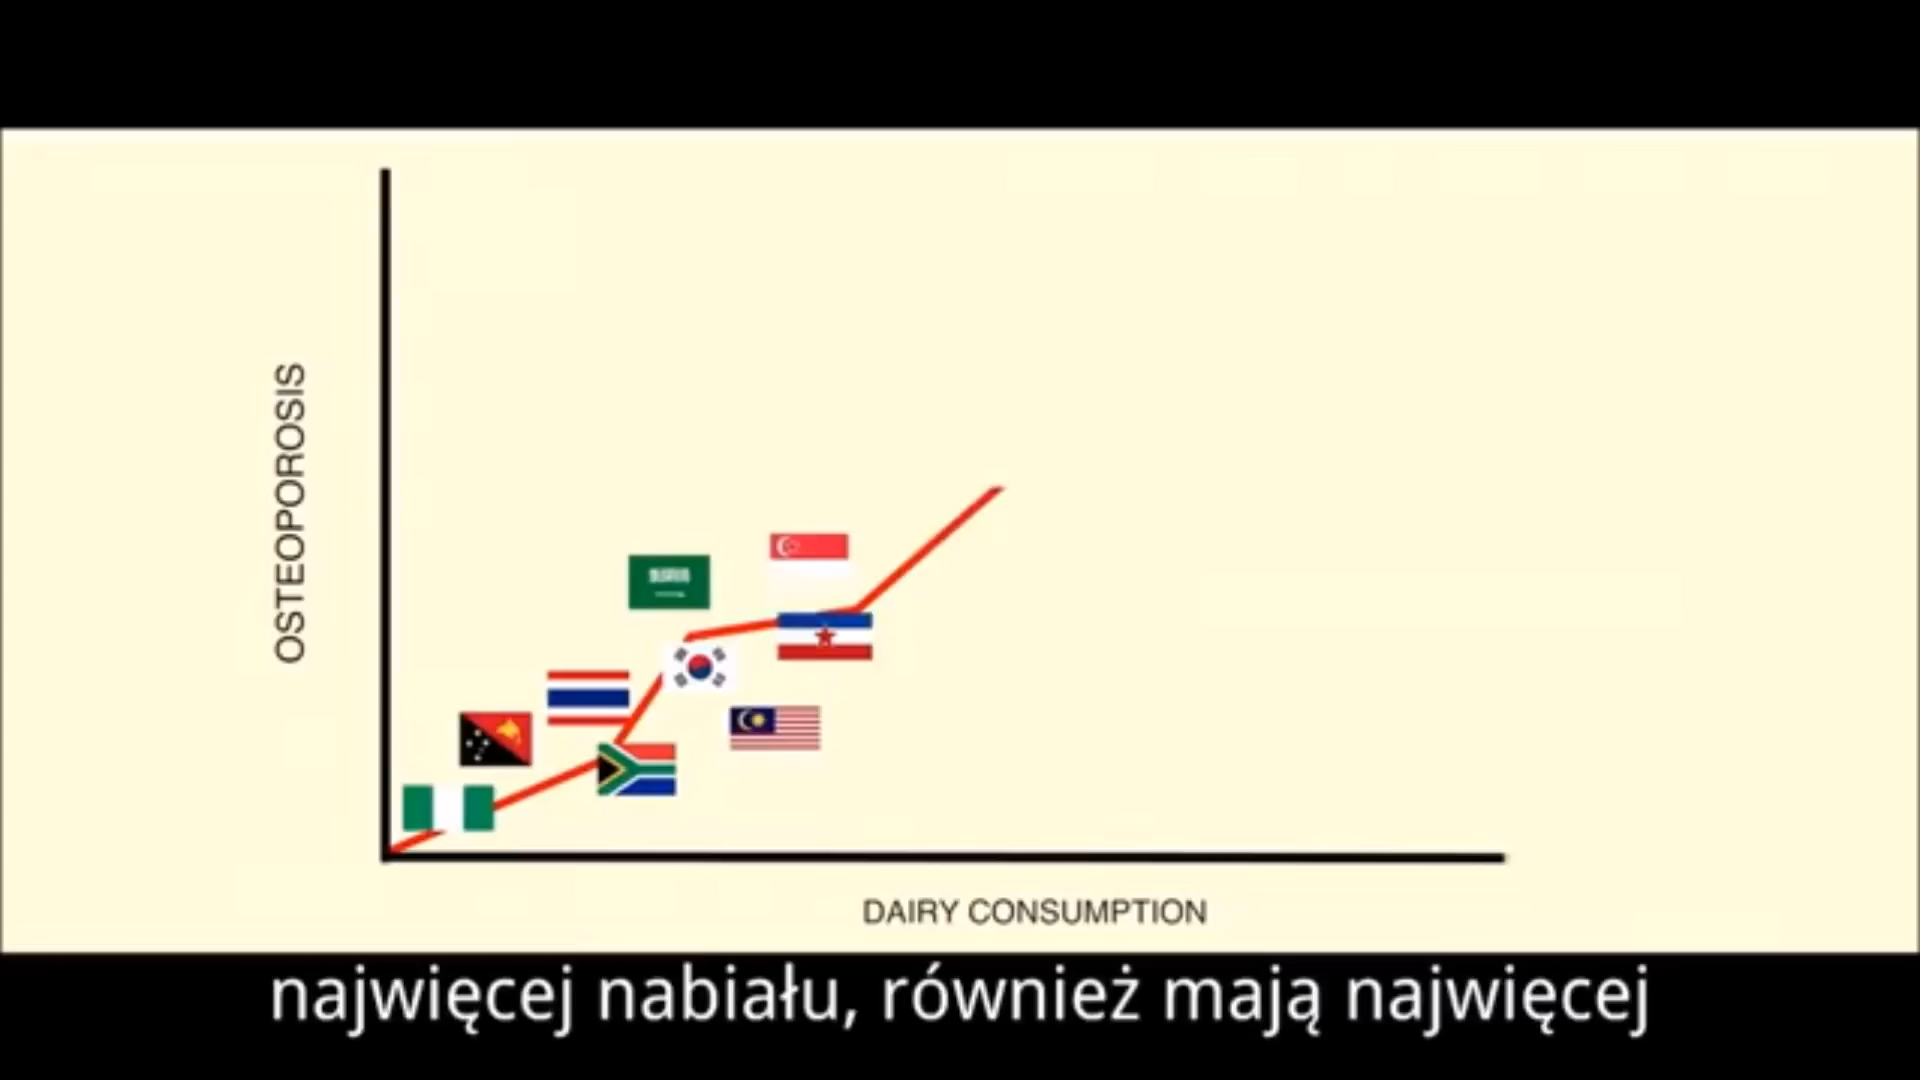 OSTEOPOROSIS
DAIRY CONSUMPTION
najwięcej nabiału, również mają najwięcej